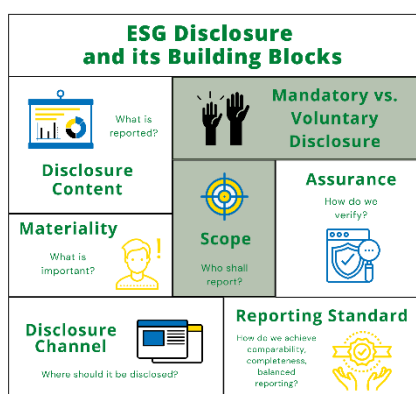 ESG Disclosure
and its Building Blocks
What is
reported?
Disclosure
Content
Mandatory vs.
Voluntary
Disclosure
Materiality
What is
important?
!
Scope
Who shall
report?
Assurance
How do we
verify?
Disclosure
Channel
Where should it be disclosed?
Reporting Standard
How do we achieve
comparability,
completeness,
balanced
reporting?